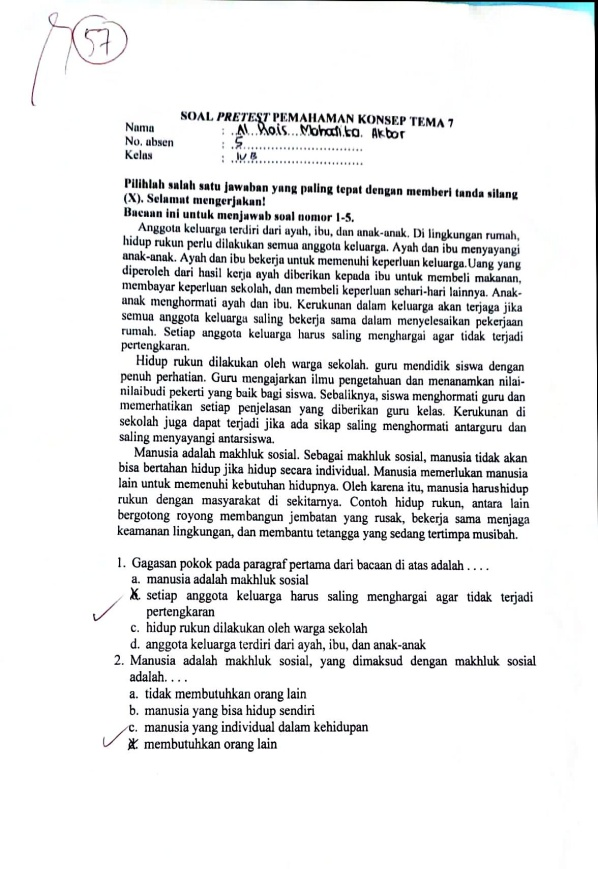 57
SOAL PRETEST PEMAHAMAN KONSEP TEMA 7
Nama : Al Rois Mahatika Akbar
No. absen : 5
Kelas : IV B
Pilihlah salah satu jawaban yang paling tepat dengan memberi tanda silang
(X). Selamat mengerjakan!
Bacaan ini untuk menjawab soal nomor 1-5.
Anggota keluarga terdiri dari ayah, ibu, dan anak-anak. Di lingkungan rumah,
hidup rukun perlu dilakukan semua anggota keluarga. Ayah dan ibu menyayangi
anak-anak. Ayah dan ibu bekerja untuk memenuhi keperluan keluarga.Uang yang
diperoleh dari hasil kerja ayah diberikan kepada ibu untuk membeli makanan,
membayar keperluan sekolah, dan membeli keperluan sehari-hari lainnya. Anak-
anak menghormati ayah dan ibu. Kerukunan dalam keluarga akan terjaga jika
semua anggota keluarga saling bekerja sama dalam menyelesaikan pekerjaan
rumah. Setiap anggota keluarga harus saling menghargai agar tidak terjadi
pertengkaran.
Hidup rukun dilakukan oleh warga sekolah. guru mendidik siswa dengan
penuh perhatian. Guru mengajarkan ilmu pengetahuan dan menanamkan nilai-
nilaibudi pekerti yang baik bagi siswa. Sebaliknya, siswa menghormati guru dan
memerhatikan setiap penjelasan yang diberikan guru kelas. Kerukunan di
sekolah juga dapat terjadi jika ada sikap saling menghormati antarguru dan
saling menyayangi antarsiswa.
Manusia adalah makhluk sosial. Sebagai makhluk sosial, manusia tidak akan
bisa bertahan hidup jika hidup secara individual. Manusia memerlukan manusia
lain untuk memenuhi kebutuhan hidupnya. Oleh karena itu, manusia harushidup
rukun dengan masyarakat di sekitarnya. Contoh hidup rukun, antara lain
bergotong royong membangun jembatan yang rusak, bekerja sama menjaga
keamanan lingkungan, dan membantu tetangga yang sedang tertimpa musibah.
1. Gagasan pokok pada paragraf pertama dari bacaan di atas adalah . . . .
a. manusia adalah makhluk sosial
b. setiap anggota keluarga harus saling menghargai agar tidak terjadi
pertengkaran
c. hidup rukun dilakukan oleh warga sekolah
d. anggota keluarga terdiri dari ayah, ibu, dan anak-anak
2. Manusia adalah makhluk sosial, yang dimaksud dengan makhluk sosial
adalah. . . .
a. tidak membutuhkan orang lain
b. manusia yang bisa hidup sendiri
c. manusia yang individual dalam kehidupan
d. membutuhkan orang lain